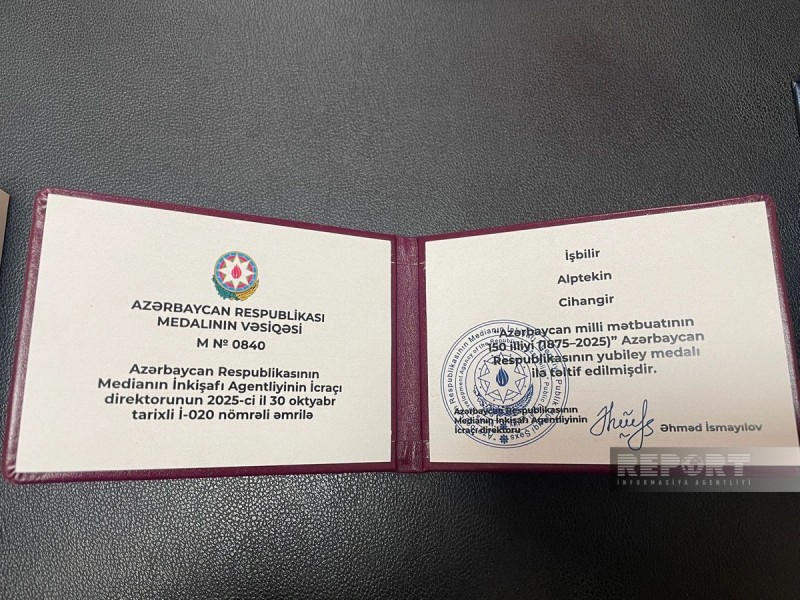 AZƏRBAYCAN RESPUBLİKASI
MEDALININ VƏSİQƏSİ
M № 0840
Azərbaycan Respublikasının
Medianın İnkişafı Agentliyinin İcraçı
direktorunun 2025-ci il 30 oktyabr
tarixli İ-020 nömrəli əmrilə
İşbilir
Alptekin
Cihangir
"Azərbaycan milli mətbuatının
150 illiyi (1875–2025)" Azərbaycan
Respublikasının yubiley medalı
ilə təltif edilmişdir.
Azərbaycan Respublikasının
Medianın İnkişafı Agentliyinin
İcraçı direktoru
Əhməd İsmayılov
REPORT
İNFORMASİYA AGENTLİYİ